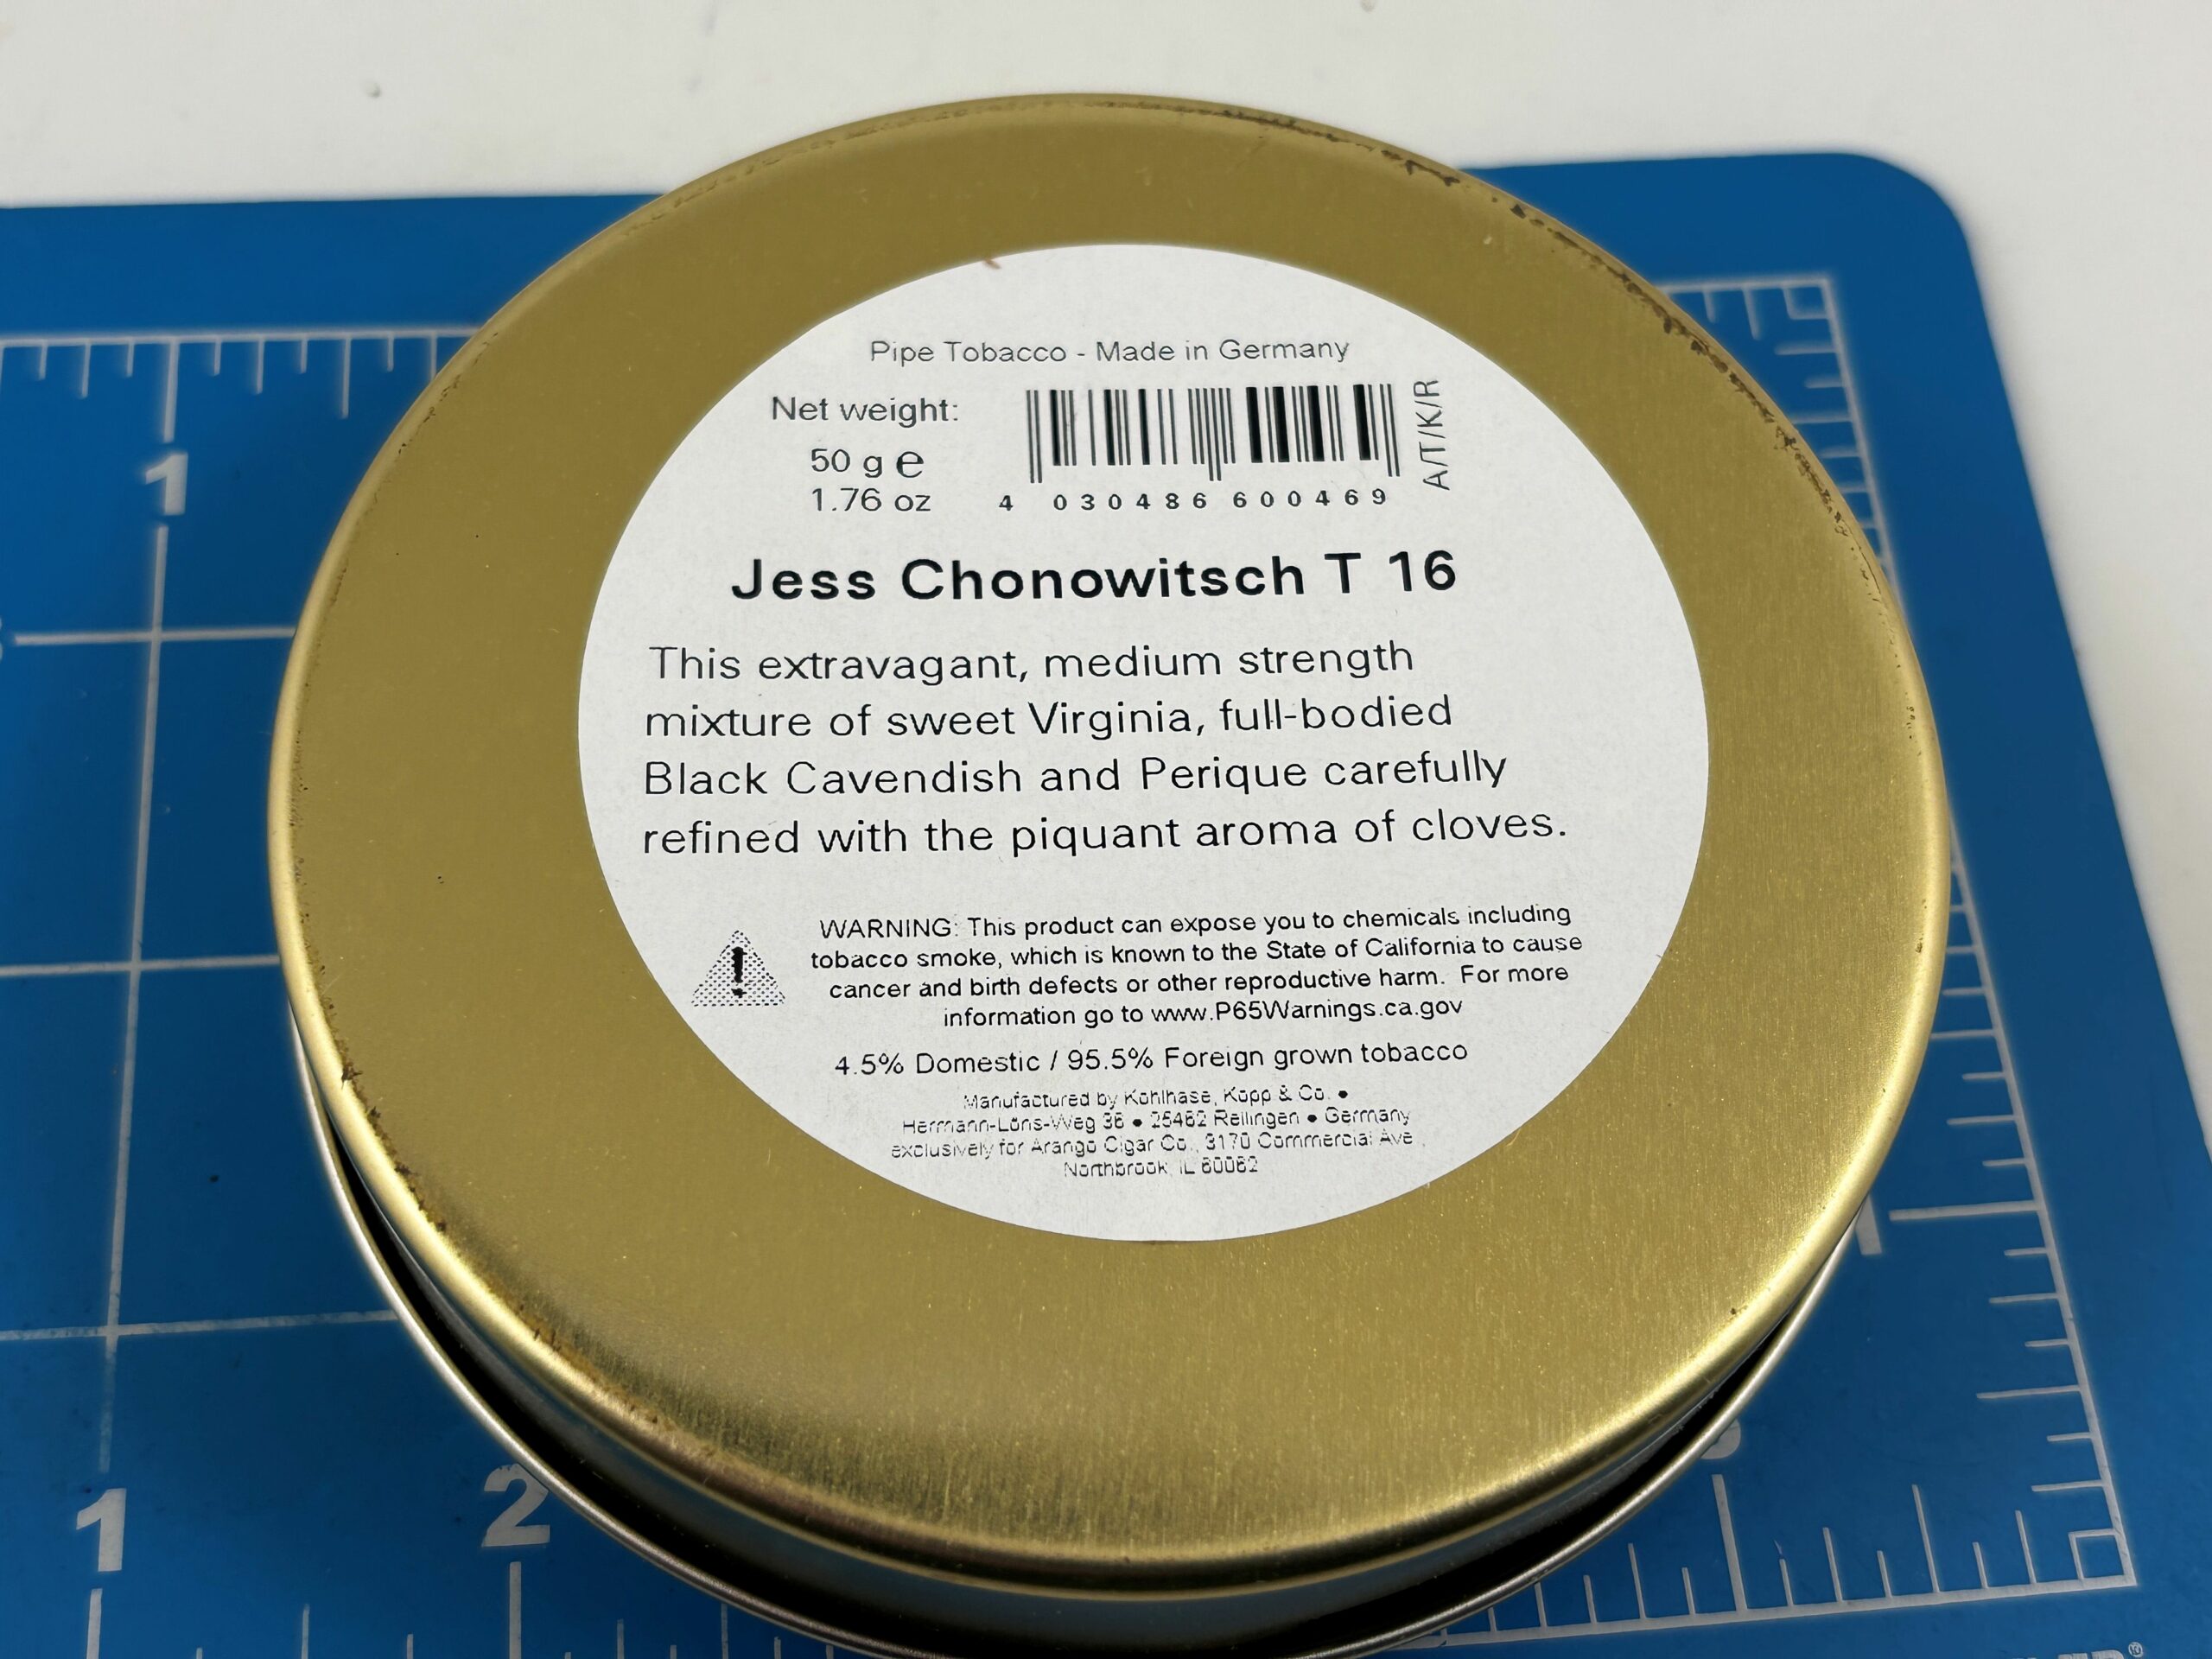 Pipe Tobacco - Made in Germany
Net weight:
50 g e
1.76 oz
4 030486 600469
A/T/K/R
Jess Chonowitsch T 16
This extravagant, medium strength
mixture of sweet Virginia, full-bodied
Black Cavendish and Perique carefully
refined with the piquant aroma of cloves.
WARNING: This product can expose you to chemicals including
tobacco smoke, which is known to the State of California to cause
cancer and birth defects or other reproductive harm. For more
information go to www.P65Warnings.ca.gov
4.5% Domestic / 95.5% Foreign grown tobacco
Manufactured by Kohlhase, Kopp & Co. •
Hermann-Löns-Weg 36 • 25462 Rellingen • Germany
exclusively for Arango Cigar Co., 3170 Commercial Ave.,
Northbrook, IL 60062
1
1
2
1